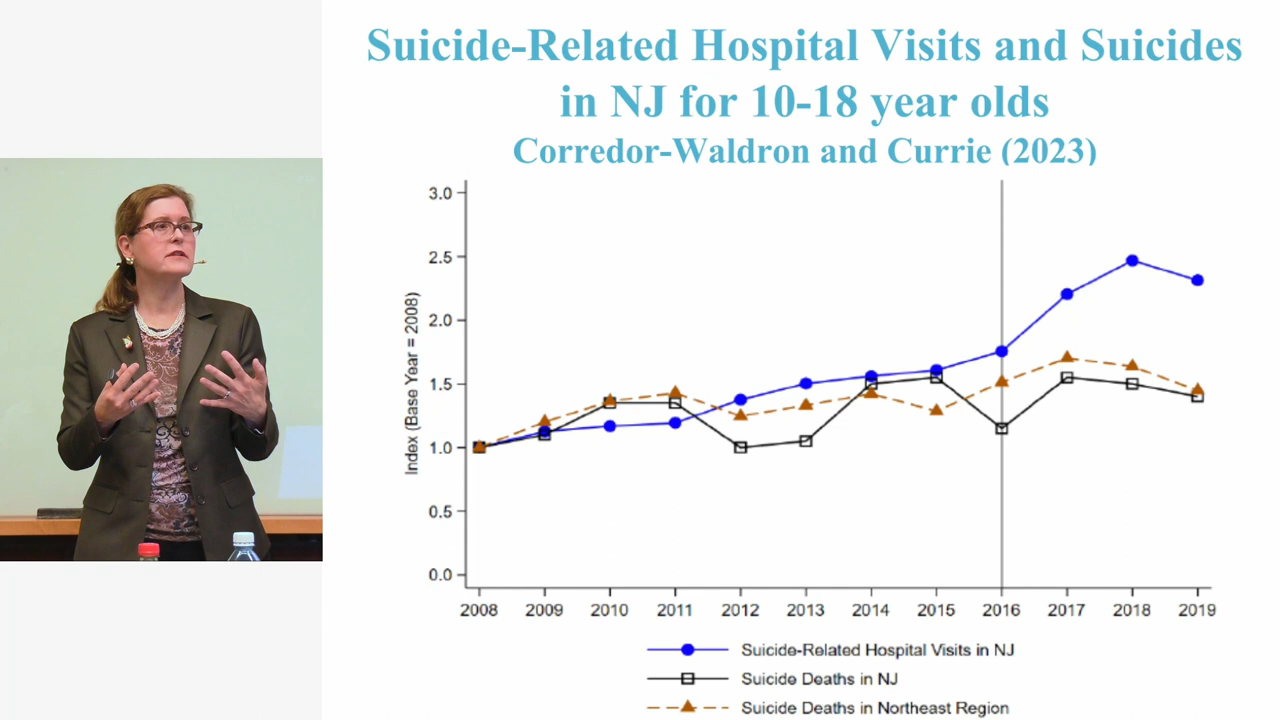 Suicide-Related Hospital Visits and Suicides
in NJ for 10-18 year olds
Corredor-Waldron and Currie (2023)
3.0
2.5
2.0
1.5
1.0
0.5
0.0
Index (Base Year = 2008)
2008 2009 2010 2011 2012 2013 2014 2015 2016 2017 2018 2019
Suicide-Related Hospital Visits in NJ
Suicide Deaths in NJ
Suicide Deaths in Northeast Region